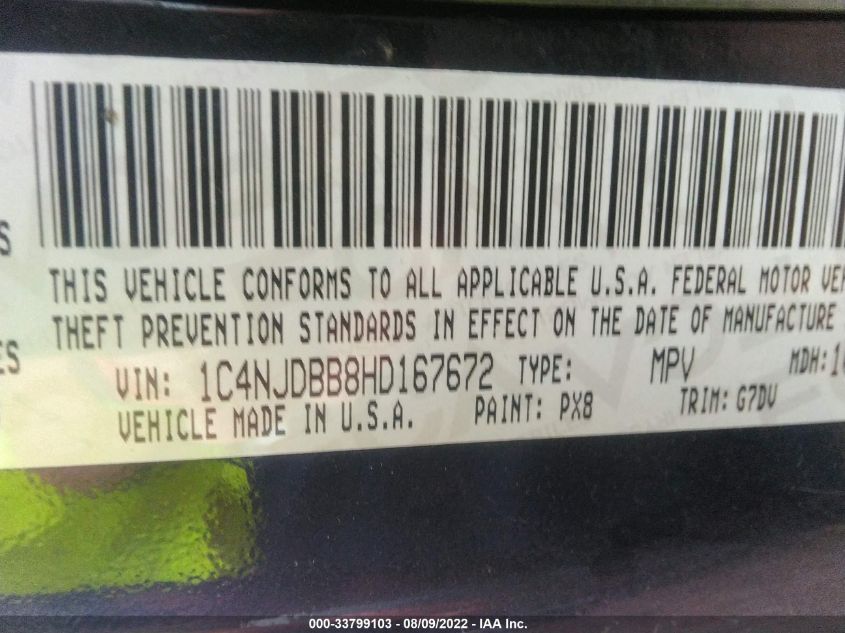 S
THIS VEHICLE CONFORMS TO ALL APPLICABLE U.S.A. FEDERAL MOTOR VEH
THEFT PREVENTION STANDARDS IN EFFECT ON THE DATE OF MANUFACTURE
ES
VIN: 1C4NJDBB8HD167672 TYPE: MPV MDH:1
VEHICLE MADE IN U.S.A. PAINT: PX8 TRIM: G7DV
000-33799103 - 08/09/2022 - IAA Inc.